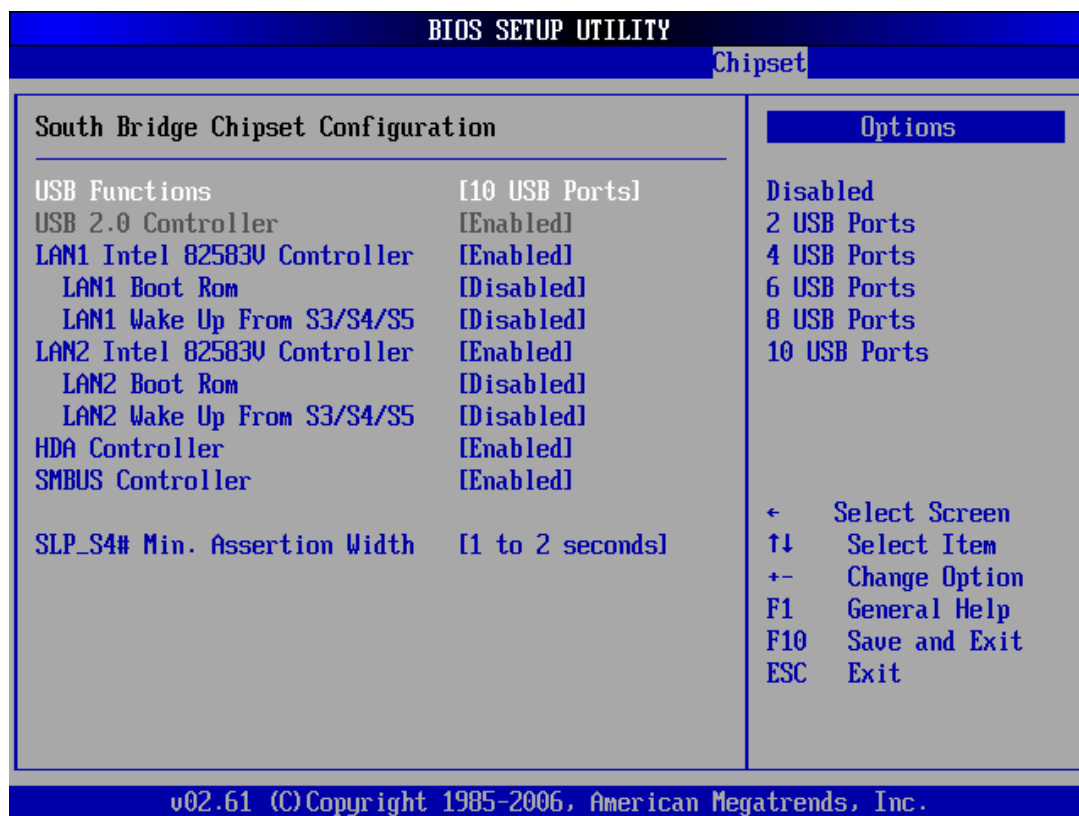 BIOS SETUP UTILITY
Chipset
South Bridge Chipset Configuration
USB Functions [10 USB Ports]
USB 2.0 Controller [Enabled]
LAN1 Intel 82583V Controller [Enabled]
LAN1 Boot Rom [Disabled]
LAN1 Wake Up From S3/S4/S5 [Disabled]
LAN2 Intel 82583V Controller [Enabled]
LAN2 Boot Rom [Disabled]
LAN2 Wake Up From S3/S4/S5 [Disabled]
HDA Controller [Enabled]
SMBUS Controller [Enabled]
SLP_S4# Min. Assertion Width [1 to 2 seconds]
Options
Disabled
2 USB Ports
4 USB Ports
6 USB Ports
8 USB Ports
10 USB Ports
← Select Screen
↑↓ Select Item
+- Change Option
F1 General Help
F10 Save and Exit
ESC Exit
v02.61 (C)Copyright 1985-2006, American Megatrends, Inc.